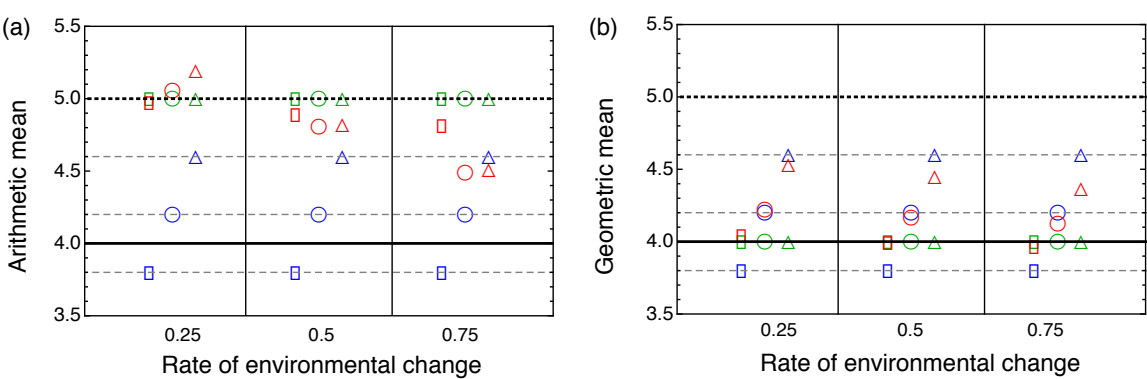 (a)
5.5
5.0
4.5
4.0
3.5
Arithmetic mean
0.25 0.5 0.75
Rate of environmental change
(b)
5.5
5.0
4.5
4.0
3.5
Geometric mean
0.25 0.5 0.75
Rate of environmental change